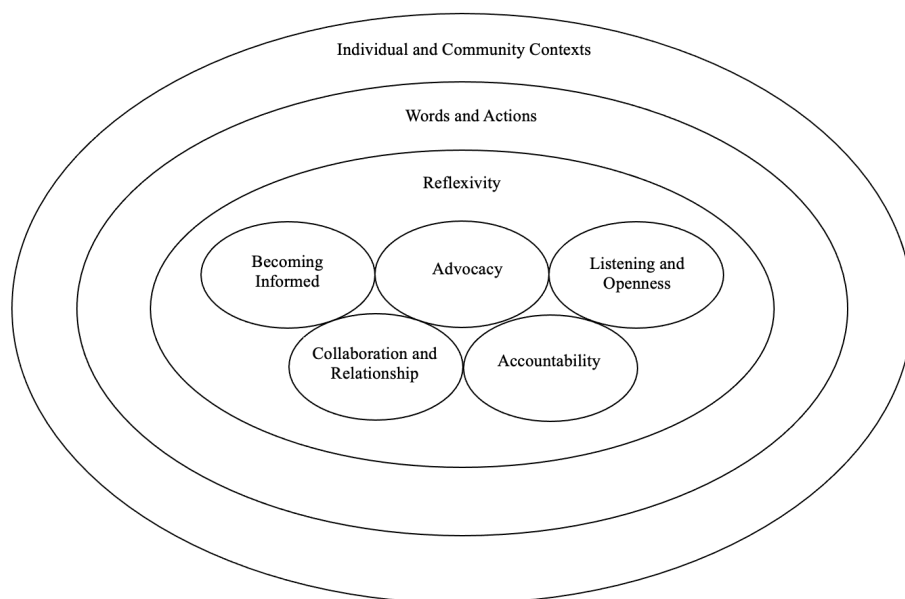 Individual and Community Contexts
Words and Actions
Reflexivity
Becoming
Informed
Advocacy
Listening and
Openness
Collaboration and
Relationship
Accountability